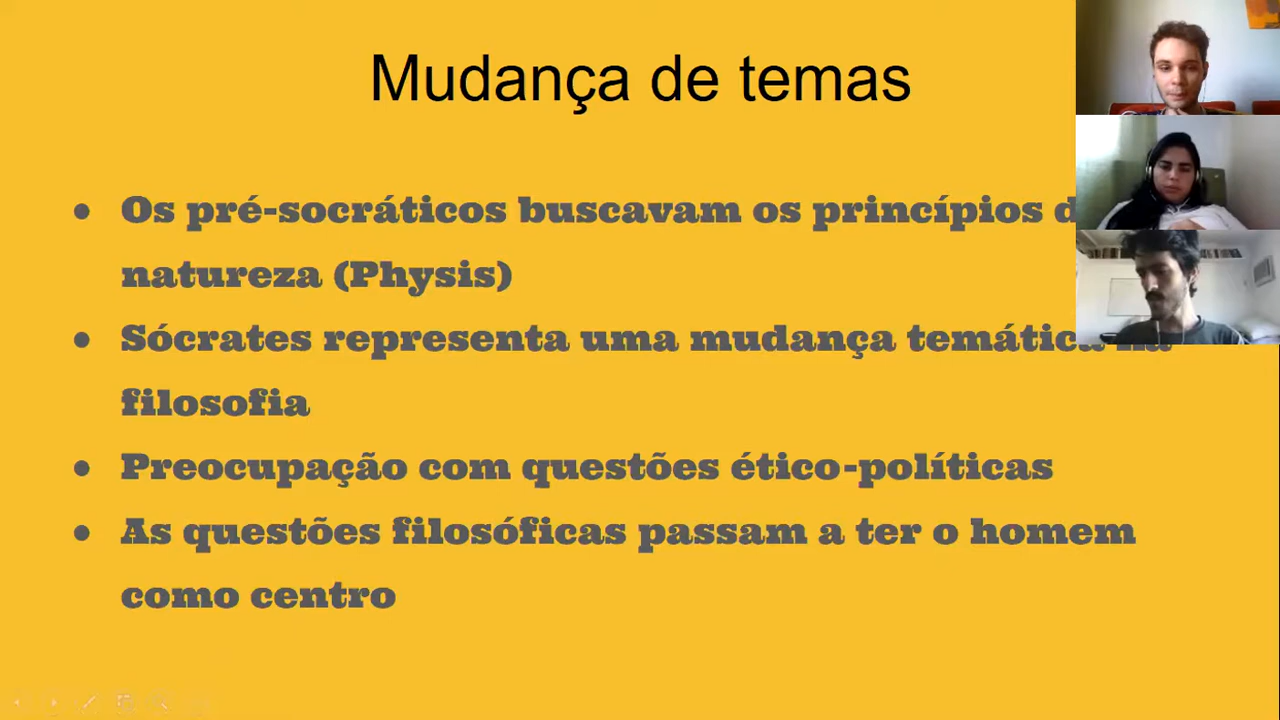 Mudança de temas
• Os pré-socráticos buscavam os princípios
natureza (Physis)
• Sócrates representa uma mudança temática
filosofia
• Preocupação com questões ético-políticas
• As questões filosóficas passam a ter o homem
como centro